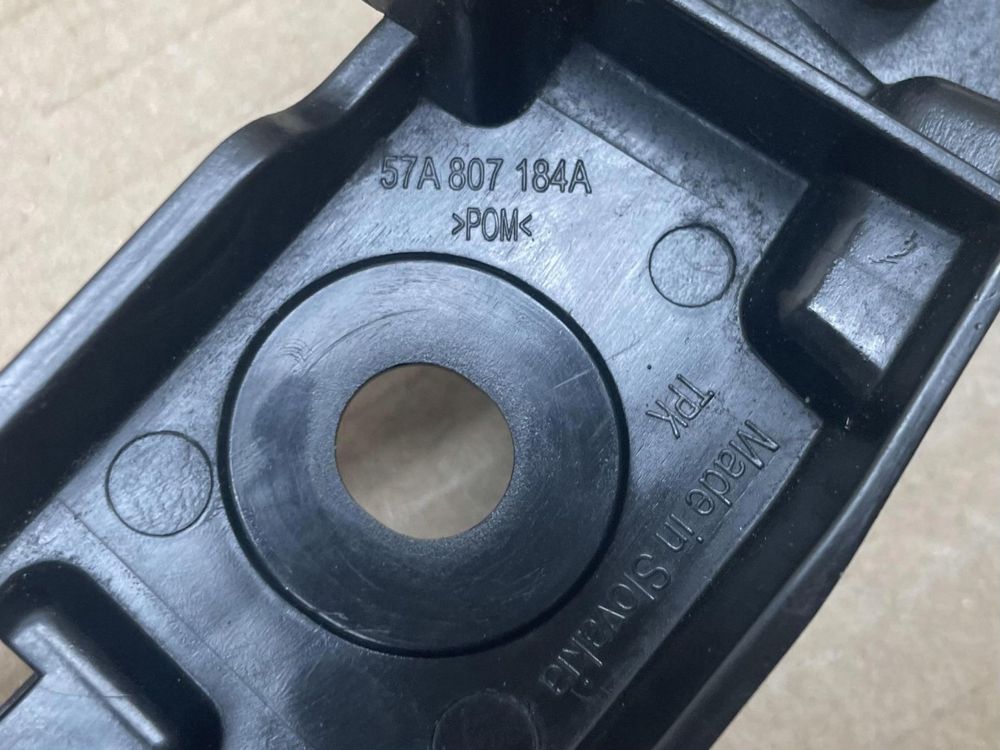 57A 807 184A
>POM<
TPK
Made in Slovakia